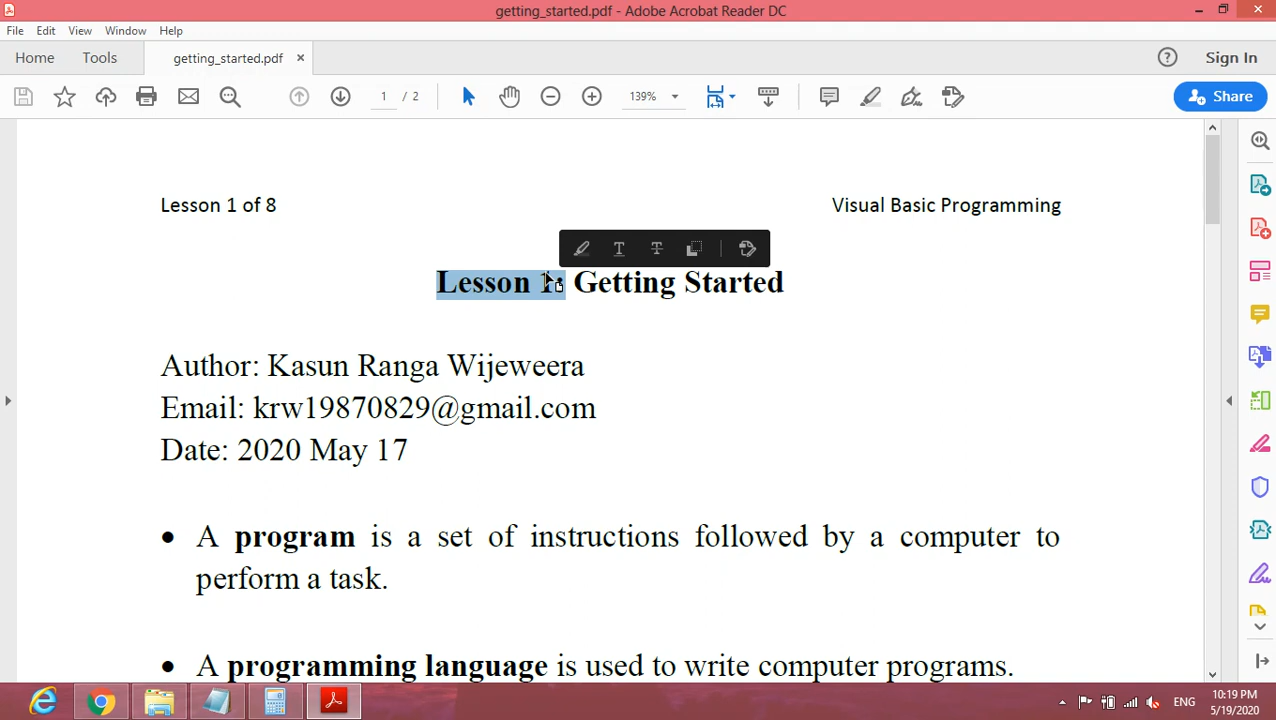 getting_started.pdf - Adobe Acrobat Reader DC
File Edit View Window Help
Home Tools getting_started.pdf × Sign In
1 / 2 139% Share
Lesson 1 of 8 Visual Basic Programming
Lesson 1: Getting Started
Author: Kasun Ranga Wijeweera
Email: krw19870829@gmail.com
Date: 2020 May 17
• A program is a set of instructions followed by a computer to
perform a task.
• A programming language is used to write computer programs.
ENG 10:19 PM
5/19/2020